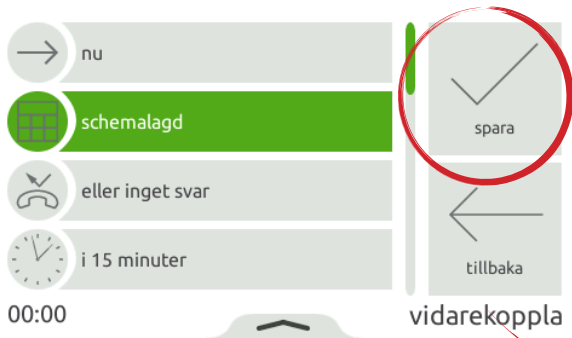 nu
schemalagd
eller inget svar
i 15 minuter
spara
tillbaka
00:00
vidarekoppla